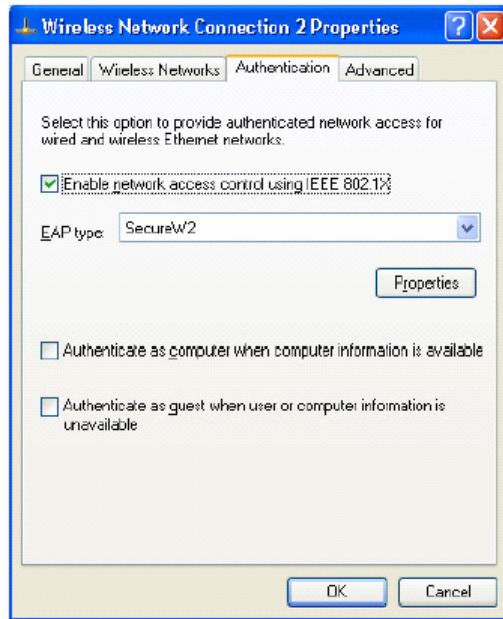 Wireless Network Connection 2 Properties
General Wireless Networks Authentication Advanced
Select this option to provide authenticated network access for
wired and wireless Ethernet networks.
Enable network access control using IEEE 802.1X
EAP type: SecureW2
Properties
Authenticate as computer when computer information is available
Authenticate as guest when user or computer information is
unavailable
OK Cancel